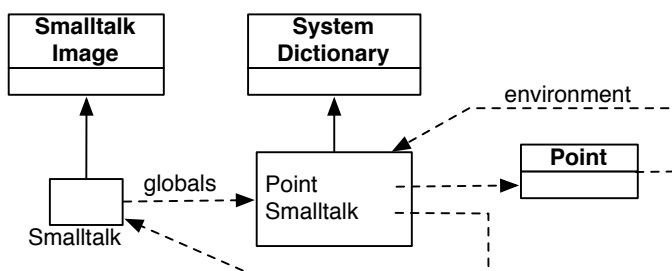 Smalltalk
Image
System
Dictionary
environment
globals
Point
Smalltalk
Point
Smalltalk